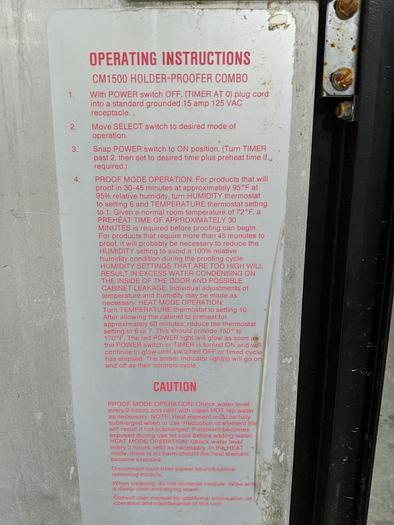 OPERATING INSTRUCTIONS
CM1500 HOLDER-PROOFER COMBO
1. With POWER switch OFF, (TIMER AT 0) plug cord
into a standard grounded 15 amp 125 VAC
receptacle.
2. Move SELECT switch to desired mode of
operation.
3. Snap POWER switch to ON position. (Turn TIMER
past 2, then set to desired time plus preheat time if
required.)
4. PROOF MODE OPERATION: For products that will
proof in 30-45 minutes at approximately 95°F at
95% relative humidity, turn HUMIDITY thermostat
to setting 6 and TEMPERATURE thermostat setting
to 1. Given a normal room temperature of 72°F, a
PREHEAT TIME OF APPROXIMATELY 30
MINUTES is required before proofing can begin.
For products that require more than 45 minutes to
proof, it will probably be necessary to reduce the
HUMIDITY setting to avoid a 100% relative
humidity condition during the proofing cycle.
HUMIDITY SETTINGS THAT ARE TOO HIGH WILL
RESULT IN EXCESS WATER CONDENSING ON
THE INSIDE OF THE DOOR AND POSSIBLE
CABINET LEAKAGE. Individual adjustments of
temperature and humidity may be made as
necessary. HEAT MODE OPERATION:
Turn TEMPERATURE thermostat to setting 10.
After allowing the cabinet to preheat for
approximately 60 minutes, reduce the thermostat
setting to 6 or 7. This should provide 150° to
170°F. The red POWER light will glow as soon as
the POWER switch or TIMER is turned ON and will
continue to glow until switched OFF or timed cycle
has elapsed. The amber indicator light(s) will go on
and off as their controls cycle.
CAUTION
PROOF MODE OPERATION: Check water level
every 2 hours and refill with clean HOT tap water
as necessary. NOTE: Heat element must be fully
submerged when in use. Reduction in element life
will result if not submerged. If element becomes
exposed during use let cool before adding water.
HEAT MODE OPERATION: Check water level
every 3 hours, refill as necessary. In the HEAT
mode, there is no harm should the heat element
become exposed.
Disconnect cord from power source before
removing module.
When cleaning, do not immerse module. Wipe with
a damp cloth and drying towel.
Consult user manual for additional information on
operation and maintenance of this unit.